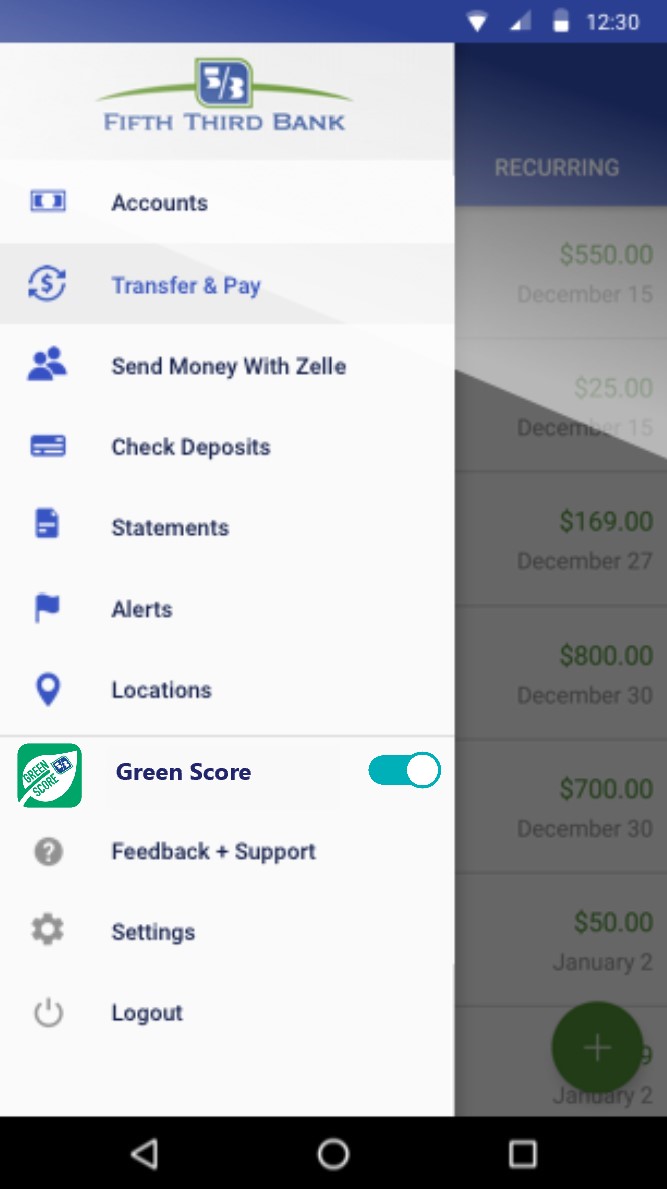 12:30
5/3
FIFTH THIRD BANK
RECURRING
Accounts
$550.00
Transfer & Pay
December 15
Send Money With Zelle
$25.00
December 15
Check Deposits
Statements
$169.00
December 27
Alerts
$800.00
Locations
December 30
GREEN
SCORE
5/3
Green Score
$700.00
December 30
Feedback + Support
Settings
$50.00
January 2
Logout
9
January 2